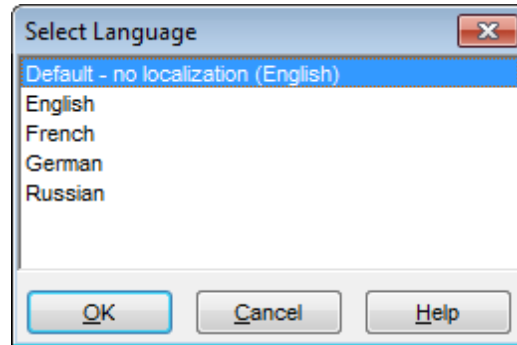 Select Language
Default - no localization (English)
English
French
German
Russian
OK Cancel Help